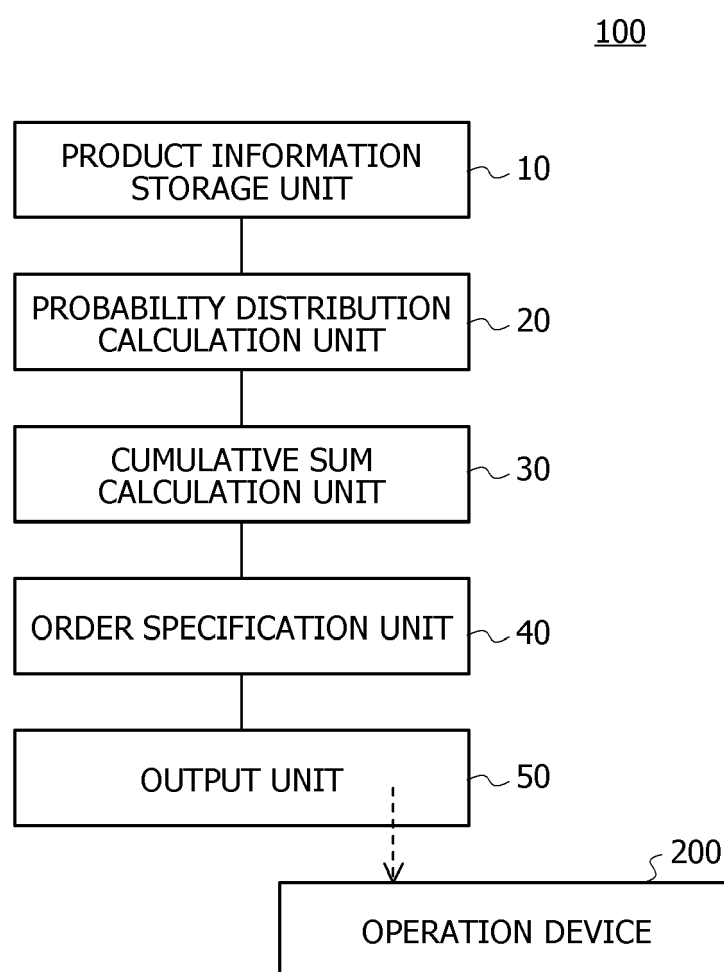 100
PRODUCT INFORMATION
STORAGE UNIT
10
PROBABILITY DISTRIBUTION
CALCULATION UNIT
20
CUMULATIVE SUM
CALCULATION UNIT
30
ORDER SPECIFICATION UNIT
40
OUTPUT UNIT
50
200
OPERATION DEVICE